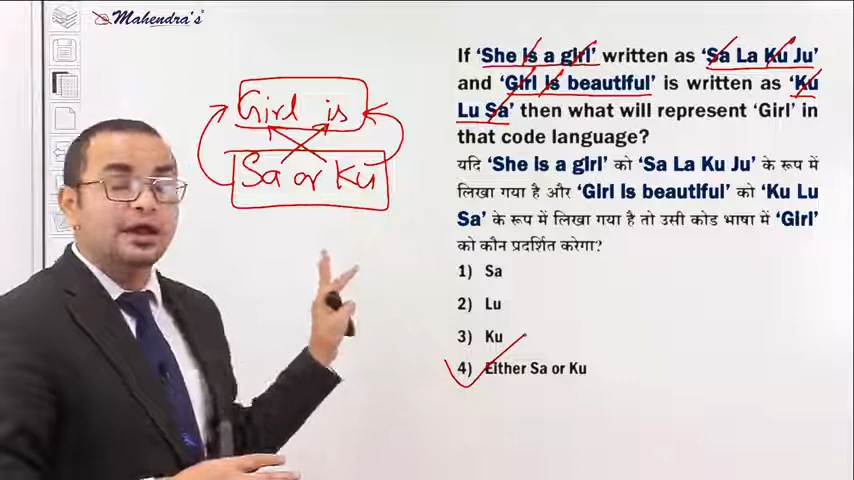 Mahendra's
Girl is
Sa or Ku
If 'She is a girl' written as 'Sa La Ku Ju'
and 'Girl is beautiful' is written as 'Ku
Lu Sa' then what will represent 'Girl' in
that code language?
यदि 'She is a girl' को 'Sa La Ku Ju' के रूप में
लिखा गया है और 'Girl is beautiful' को 'Ku Lu
Sa' के रूप में लिखा गया है तो उसी कोड भाषा में 'Girl'
को कौन प्रदर्शित करेगा?
1) Sa
2) Lu
3) Ku
4) Either Sa or Ku